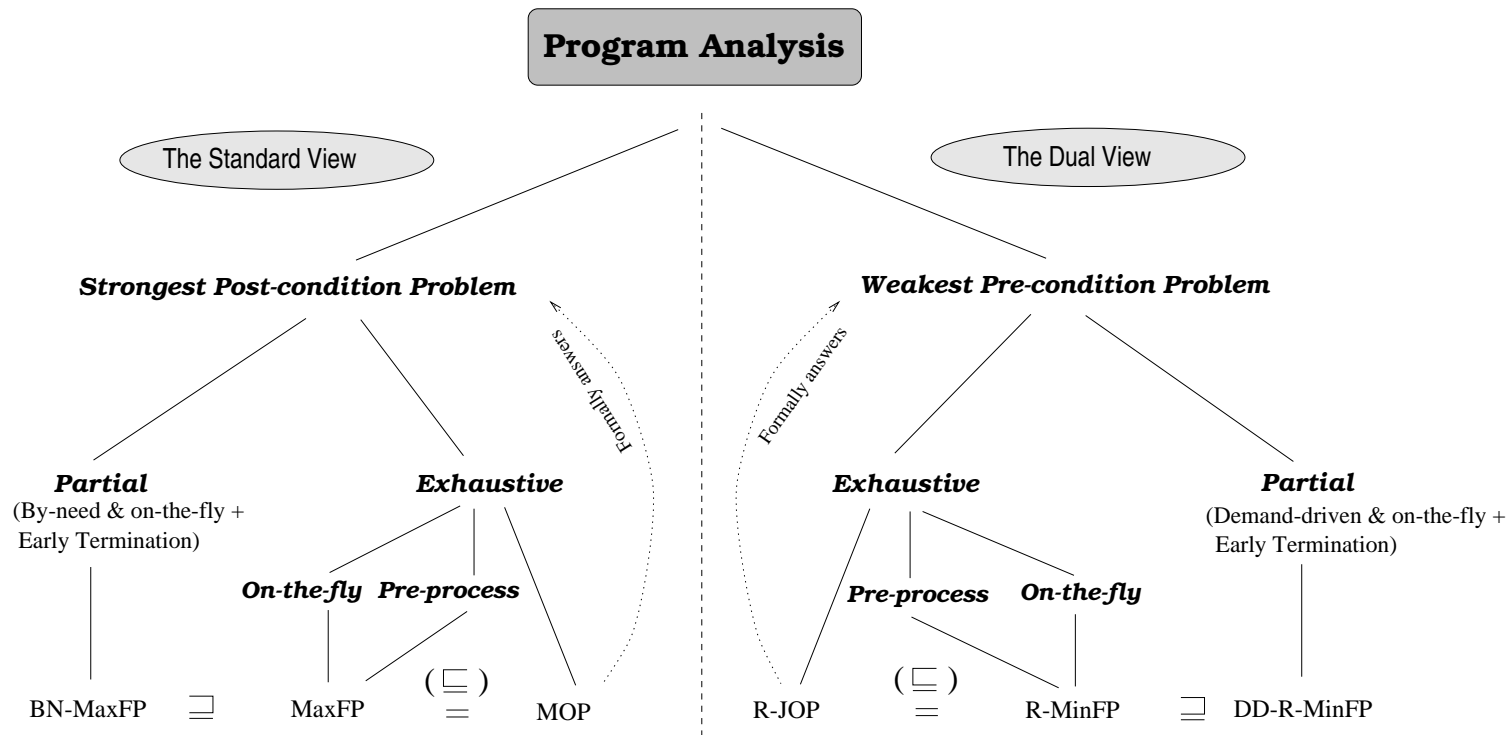 Program Analysis
The Standard View
The Dual View
Strongest Post-condition Problem
Weakest Pre-condition Problem
Formally answers
Formally answers
Partial
(By-need & on-the-fly +
Early Termination)
Exhaustive
Exhaustive
Partial
(Demand-driven & on-the-fly +
Early Termination)
On-the-fly
Pre-process
Pre-process
On-the-fly
( ⊑ )
( ⊑ )
BN-MaxFP ⊒ MaxFP = MOP
R-JOP = R-MinFP ⊒ DD-R-MinFP